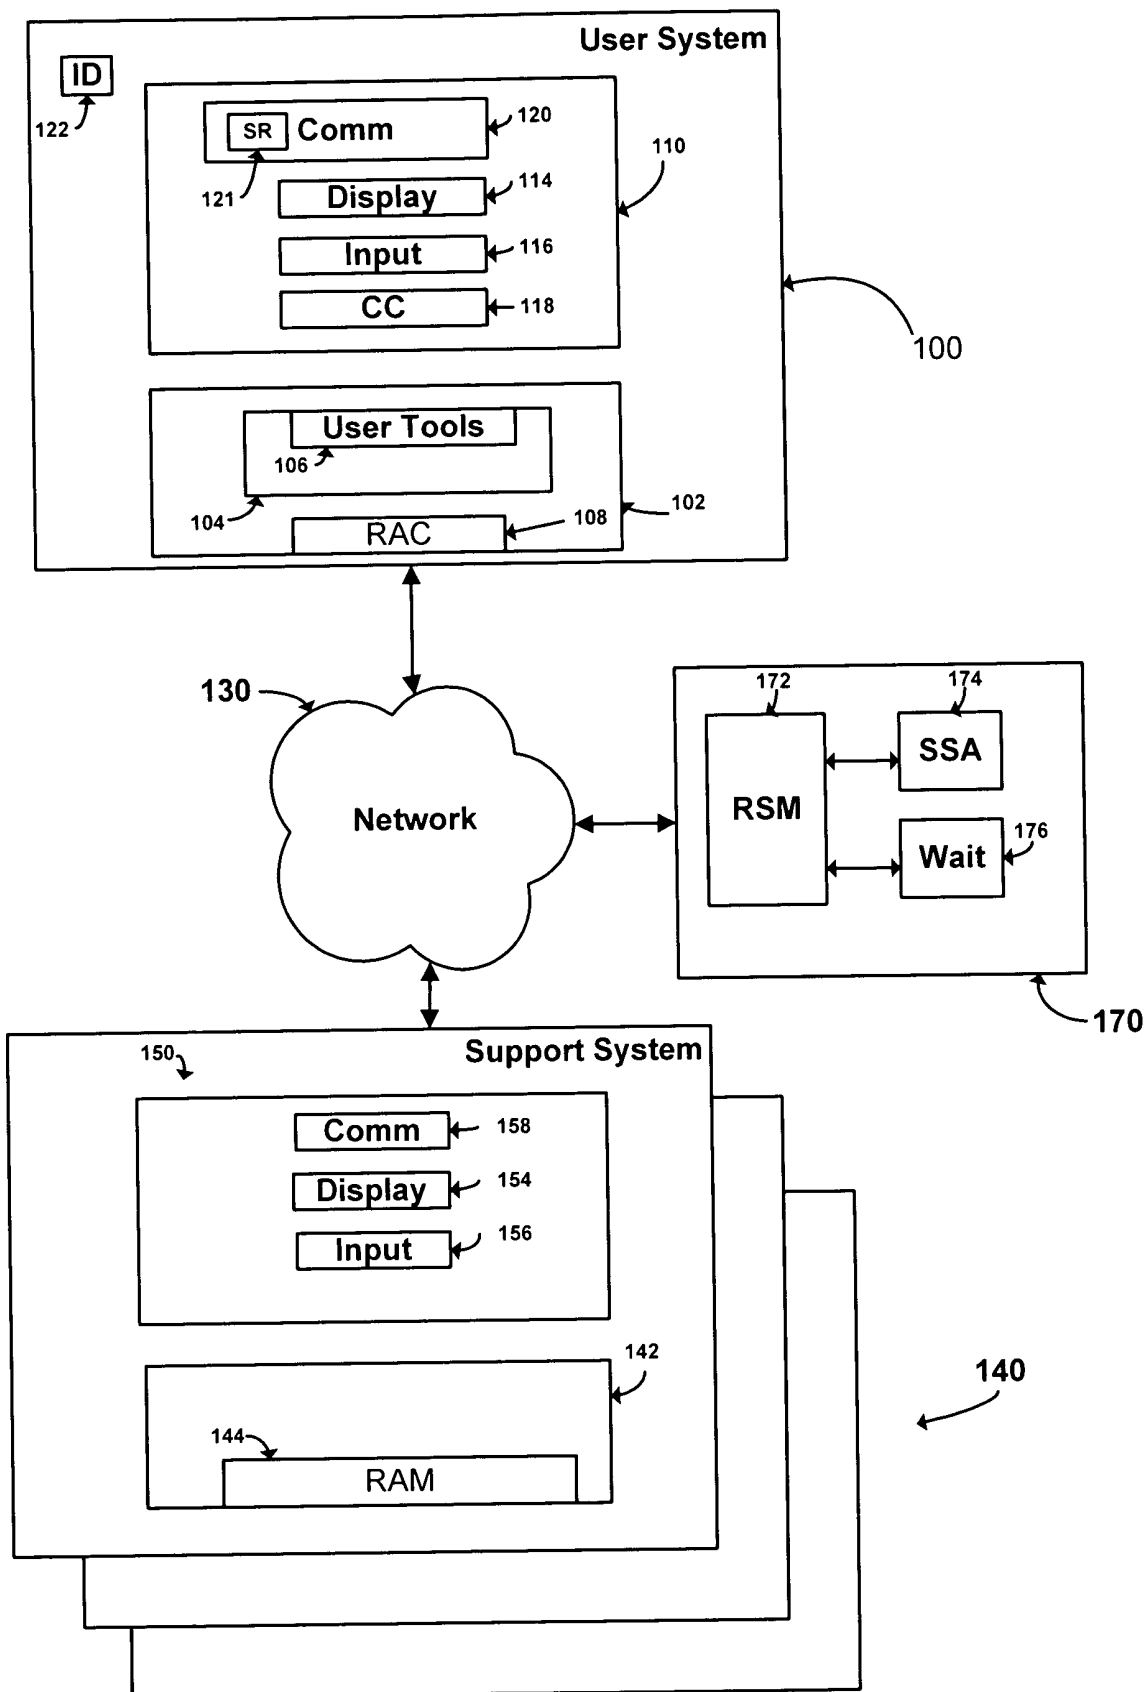 User System
ID
122
SR Comm
120
121
110
Display
114
Input
116
CC
118
100
User Tools
106
104
102
RAC
108
130
Network
172
174
RSM
SSA
Wait
176
170
Support System
150
Comm
158
Display
154
Input
156
142
144
RAM
140